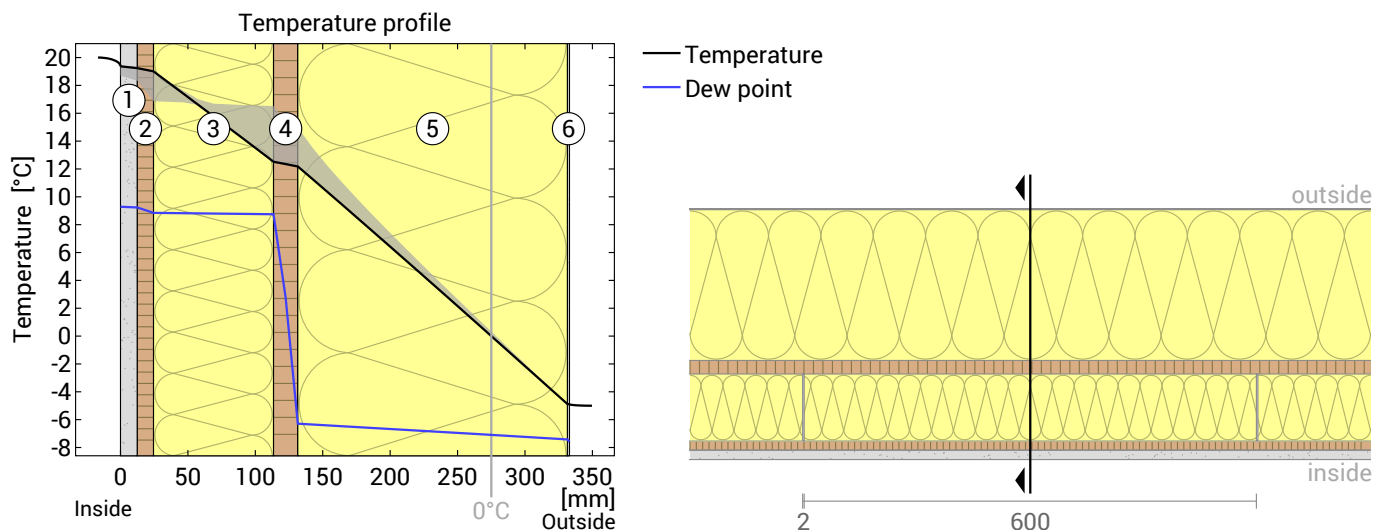 Temperature profile
Temperature
Dew point
Temperature [°C]
20
18
16
14
12
10
8
6
4
2
0
-2
-4
-6
-8
1
2
3
4
5
6
0 50 100 150 200 250 300 350
[mm]
Inside
0°C
Outside
outside
inside
2 600